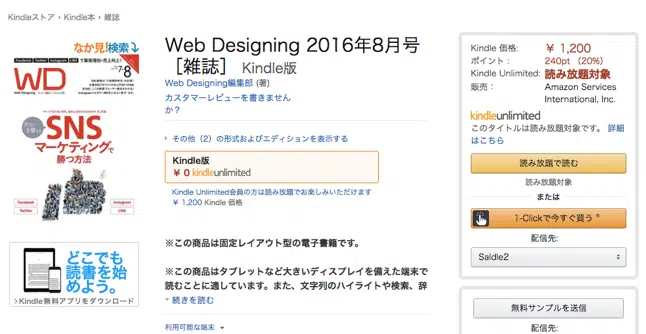 Kindleストア › Kindle本 › 雑誌
なか見!検索
Facebook Twitter Instagram LINE
WD
Web Designing
7-8
SNS
マーケティングで
勝つ方法
Facebook
Twitter
Instagram
LINE
どこでも
読書を始
めよう。
>Kindle無料アプリをダウンロード
Web Designing 2016年8月号
［雑誌］ Kindle版
Web Designing編集部 (著)
カスタマーレビューを書きません
か？
その他（2）の形式およびエディションを表示する
Kindle版
￥ 0 kindleunlimited
Kindle Unlimited会員の方は読み放題でお楽しみいただけます
￥ 1,200 Kindle 価格
※この商品は固定レイアウト型の電子書籍です。
※この商品はタブレットなど大きいディスプレイを備えた端末で
読むことに適しています。また、文字列のハイライトや検索、辞
続きを読む
利用可能な端末
Kindle 価格: ￥ 1,200
ポイント : 240pt （20%）
Kindle Unlimited: 読み放題対象
販売： Amazon Services
International, Inc.
kindleunlimited
このタイトルは読み放題対象です。 詳細
はこちら
読み放題で読む
読み放題対象
または
1-Clickで今すぐ買う ®
配信先:
Saldle2
無料サンプルを送信
配信先: